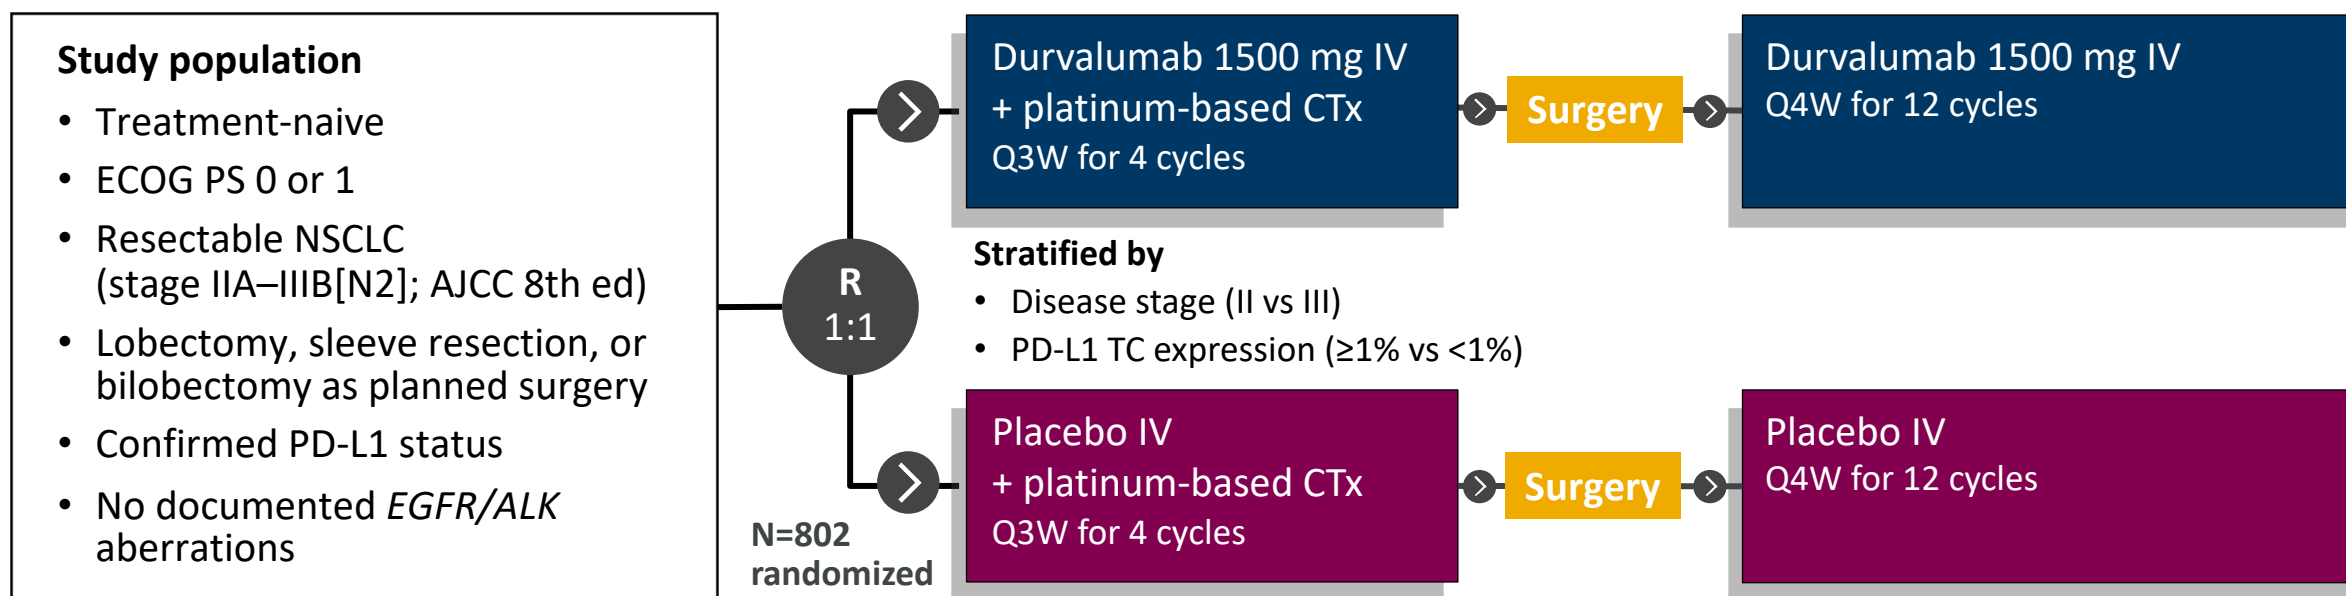 Study population
• Treatment-naive
• ECOG PS 0 or 1
• Resectable NSCLC
(stage IIA–IIIB[N2]; AJCC 8th ed)
• Lobectomy, sleeve resection, or
bilobectomy as planned surgery
• Confirmed PD-L1 status
• No documented EGFR/ALK
aberrations
R
1:1
N=802
randomized
Durvalumab 1500 mg IV
+ platinum-based CTx
Q3W for 4 cycles
Surgery
Durvalumab 1500 mg IV
Q4W for 12 cycles
Stratified by
• Disease stage (II vs III)
• PD-L1 TC expression (≥1% vs <1%)
Placebo IV
+ platinum-based CTx
Q3W for 4 cycles
Surgery
Placebo IV
Q4W for 12 cycles